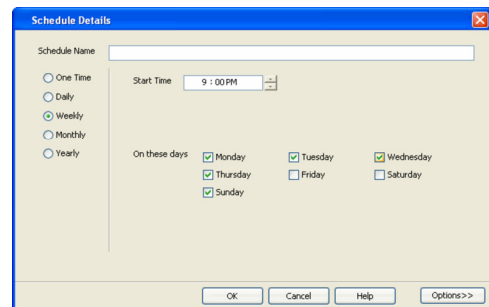 Schedule Details
Schedule Name
One Time
Start Time
9 : 00 PM
Daily
Weekly
Monthly
Yearly
On these days
Monday
Tuesday
Wednesday
Thursday
Friday
Saturday
Sunday
OK
Cancel
Help
Options>>